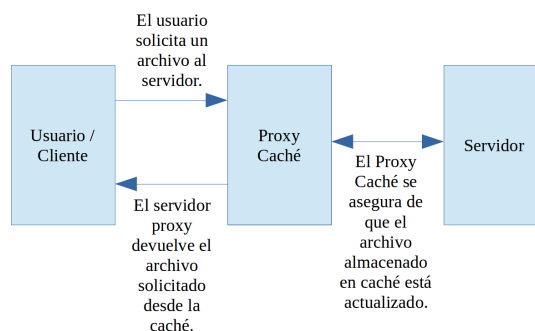 El usuario
solicita un
archivo al
servidor.
Usuario /
Cliente
Proxy
Caché
Servidor
El servidor
proxy
devuelve el
archivo
solicitado
desde la
caché.
El Proxy
Caché se
asegura de
que el
archivo
almacenado
en caché está
actualizado.